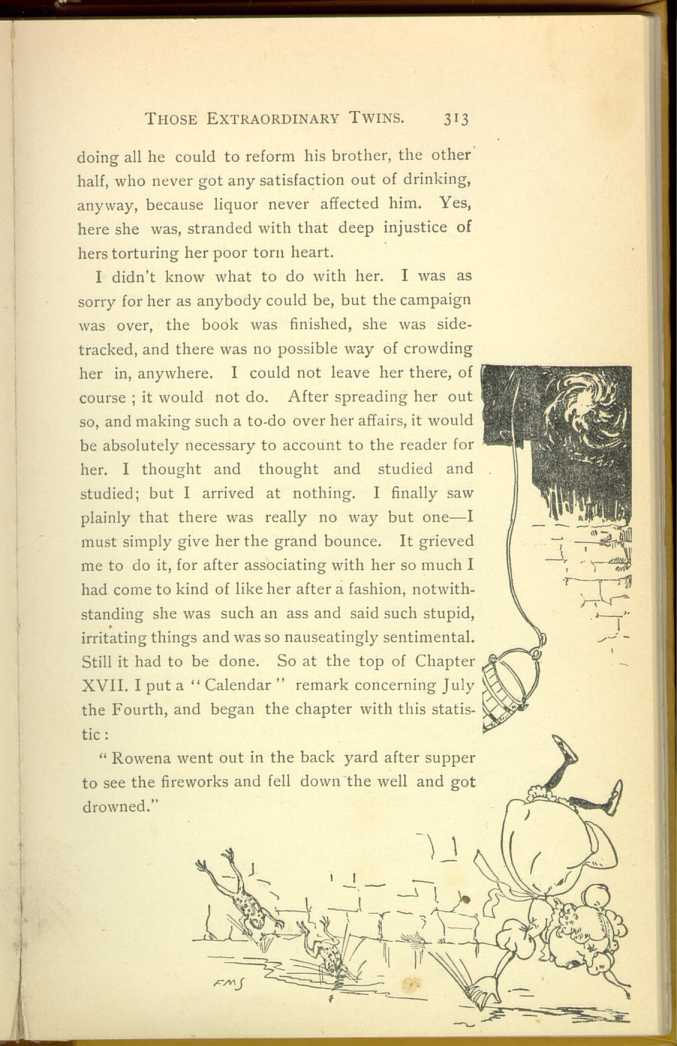 THOSE EXTRAORDINARY TWINS. 313
doing all he could to reform his brother, the other
half, who never got any satisfaction out of drinking,
anyway, because liquor never affected him. Yes,
here she was, stranded with that deep injustice of
hers torturing her poor torn heart.
I didn't know what to do with her. I was as
sorry for her as anybody could be, but the campaign
was over, the book was finished, she was side-
tracked, and there was no possible way of crowding
her in, anywhere. I could not leave her there, of
course ; it would not do. After spreading her out
so, and making such a to-do over her affairs, it would
be absolutely necessary to account to the reader for
her. I thought and thought and studied and
studied; but I arrived at nothing. I finally saw
plainly that there was really no way but one—I
must simply give her the grand bounce. It grieved
me to do it, for after associating with her so much I
had come to kind of like her after a fashion, notwith-
standing she was such an ass and said such stupid,
irritating things and was so nauseatingly sentimental.
Still it had to be done. So at the top of Chapter
XVII. I put a “Calendar” remark concerning July
the Fourth, and began the chapter with this statis-
tic :
“Rowena went out in the back yard after supper
to see the fireworks and fell down the well and got
drowned.”
FMS